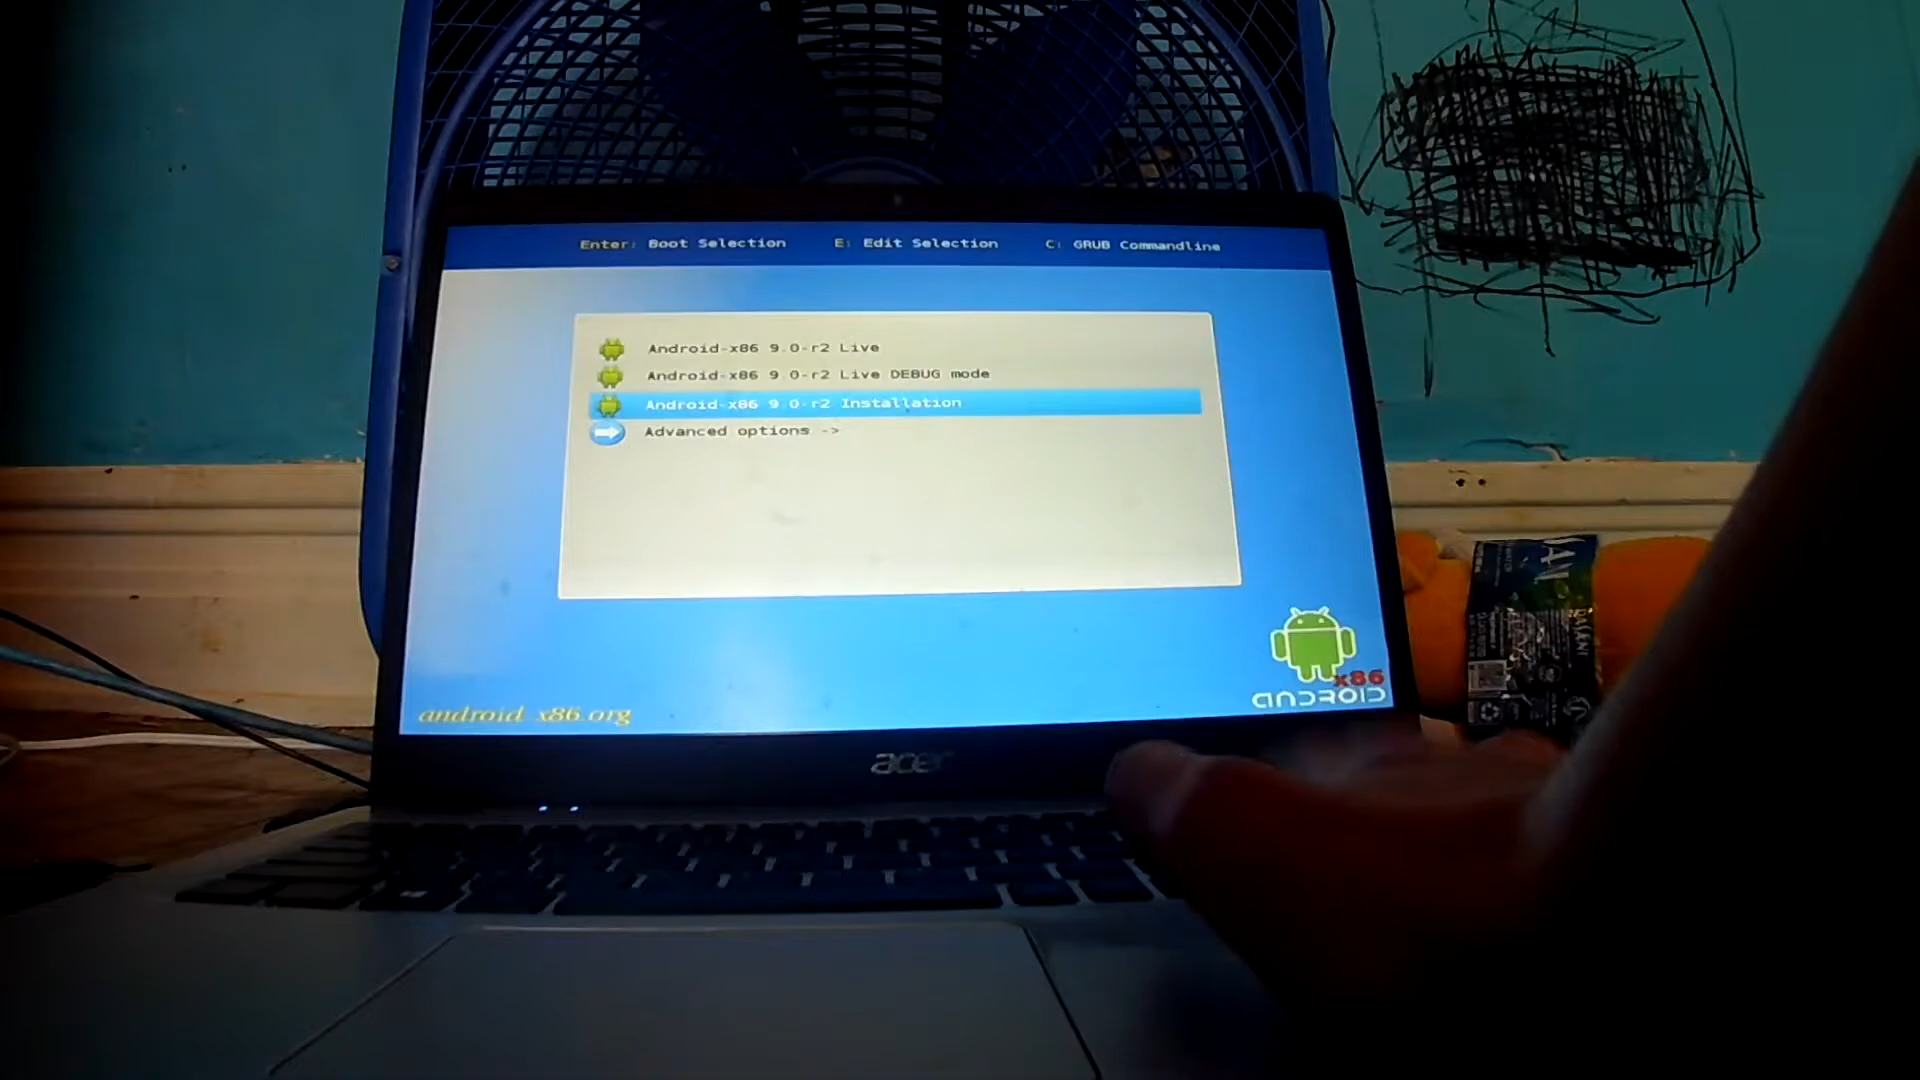 Enter: Boot Selection E: Edit Selection C: GRUB Commandline
Android-x86 9.0-r2 Live
Android-x86 9.0-r2 Live DEBUG mode
Android-x86 9.0-r2 Installation
Advanced options ->
x86
android
android x86.org
acer
DASANI